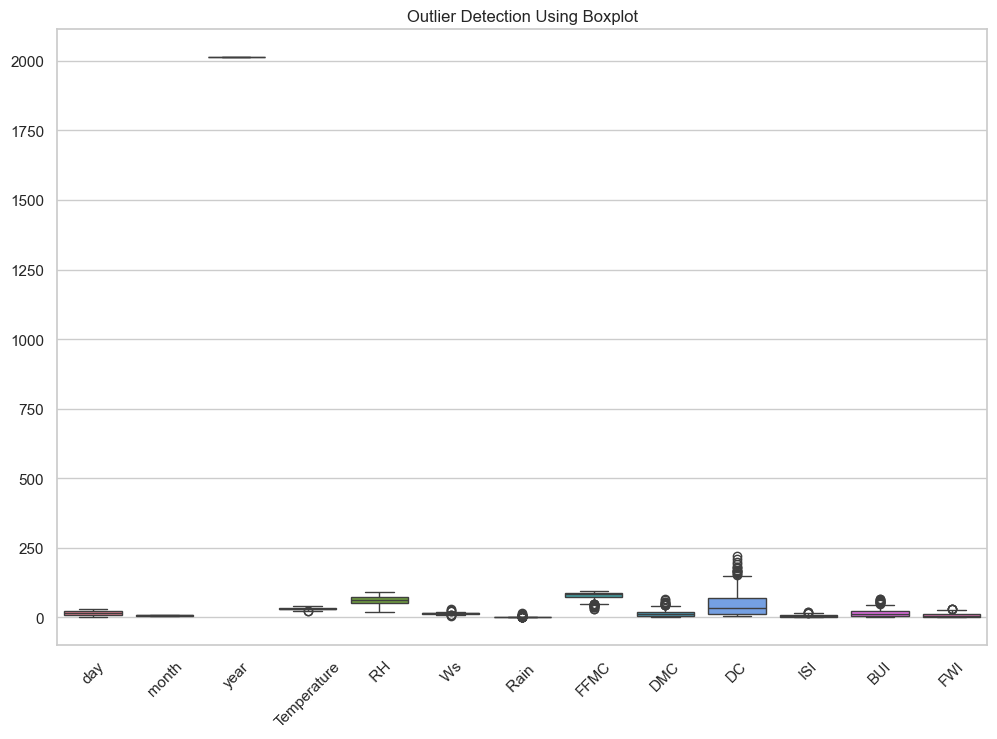 Outlier Detection Using Boxplot
2000
1750
1500
1250
1000
750
500
250
0
day
month
year
Temperature
RH
Ws
Rain
FFMC
DMC
DC
ISI
BUI
FWI